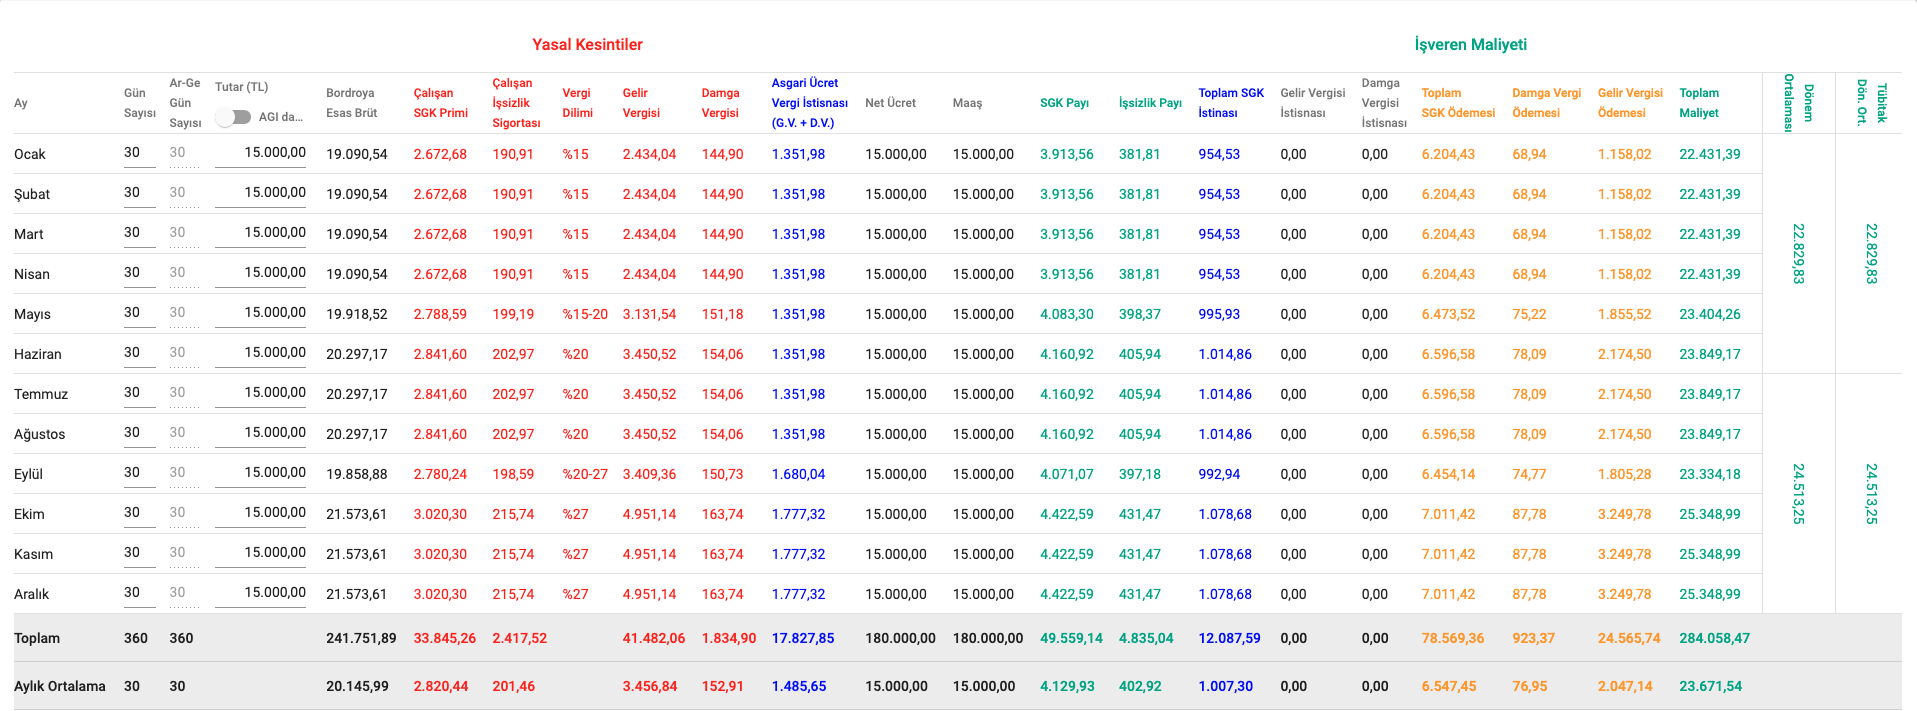 Yasal Kesintiler İşveren Maliyeti
Ay Gün Sayısı Ar-Ge Gün Sayısı Tutar (TL) AGI da... Bordroya Esas Brüt Çalışan SGK Primi Çalışan İşsizlik Sigortası Vergi Dilimi Gelir Vergisi Damga Vergisi Asgari Ücret Vergi İstisnası (G.V. + D.V.) Net Ücret Maaş SGK Payı İşsizlik Payı Toplam SGK İstinası Gelir Vergisi İstisnası Damga Vergisi İstisnası Toplam SGK Ödemesi Damga Vergi Ödemesi Gelir Vergisi Ödemesi Toplam Maliyet Dönem Ortalaması Tübitak Dön. Ort.
Ocak 30 30 15.000,00 19.090,54 2.672,68 190,91 %15 2.434,04 144,90 1.351,98 15.000,00 15.000,00 3.913,56 381,81 954,53 0,00 0,00 6.204,43 68,94 1.158,02 22.431,39
Şubat 30 30 15.000,00 19.090,54 2.672,68 190,91 %15 2.434,04 144,90 1.351,98 15.000,00 15.000,00 3.913,56 381,81 954,53 0,00 0,00 6.204,43 68,94 1.158,02 22.431,39
Mart 30 30 15.000,00 19.090,54 2.672,68 190,91 %15 2.434,04 144,90 1.351,98 15.000,00 15.000,00 3.913,56 381,81 954,53 0,00 0,00 6.204,43 68,94 1.158,02 22.431,39
22.829,83 22.829,83
Nisan 30 30 15.000,00 19.090,54 2.672,68 190,91 %15 2.434,04 144,90 1.351,98 15.000,00 15.000,00 3.913,56 381,81 954,53 0,00 0,00 6.204,43 68,94 1.158,02 22.431,39
Mayıs 30 30 15.000,00 19.918,52 2.788,59 199,19 %15-20 3.131,54 151,18 1.351,98 15.000,00 15.000,00 4.083,30 398,37 995,93 0,00 0,00 6.473,52 75,22 1.855,52 23.404,26
Haziran 30 30 15.000,00 20.297,17 2.841,60 202,97 %20 3.450,52 154,06 1.351,98 15.000,00 15.000,00 4.160,92 405,94 1.014,86 0,00 0,00 6.596,58 78,09 2.174,50 23.849,17
Temmuz 30 30 15.000,00 20.297,17 2.841,60 202,97 %20 3.450,52 154,06 1.351,98 15.000,00 15.000,00 4.160,92 405,94 1.014,86 0,00 0,00 6.596,58 78,09 2.174,50 23.849,17
Ağustos 30 30 15.000,00 20.297,17 2.841,60 202,97 %20 3.450,52 154,06 1.351,98 15.000,00 15.000,00 4.160,92 405,94 1.014,86 0,00 0,00 6.596,58 78,09 2.174,50 23.849,17
Eylül 30 30 15.000,00 19.858,88 2.780,24 198,59 %20-27 3.409,36 150,73 1.680,04 15.000,00 15.000,00 4.071,07 397,18 992,94 0,00 0,00 6.454,14 74,77 1.805,28 23.334,18
24.513,25 24.513,25
Ekim 30 30 15.000,00 21.573,61 3.020,30 215,74 %27 4.951,14 163,74 1.777,32 15.000,00 15.000,00 4.422,59 431,47 1.078,68 0,00 0,00 7.011,42 87,78 3.249,78 25.348,99
Kasım 30 30 15.000,00 21.573,61 3.020,30 215,74 %27 4.951,14 163,74 1.777,32 15.000,00 15.000,00 4.422,59 431,47 1.078,68 0,00 0,00 7.011,42 87,78 3.249,78 25.348,99
Aralık 30 30 15.000,00 21.573,61 3.020,30 215,74 %27 4.951,14 163,74 1.777,32 15.000,00 15.000,00 4.422,59 431,47 1.078,68 0,00 0,00 7.011,42 87,78 3.249,78 25.348,99
Toplam 360 360 241.751,89 33.845,26 2.417,52 41.482,06 1.834,90 17.827,85 180.000,00 180.000,00 49.559,14 4.835,04 12.087,59 0,00 0,00 78.569,36 923,37 24.565,74 284.058,47
Aylık Ortalama 30 30 20.145,99 2.820,44 201,46 3.456,84 152,91 1.485,65 15.000,00 15.000,00 4.129,93 402,92 1.007,30 0,00 0,00 6.547,45 76,95 2.047,14 23.671,54